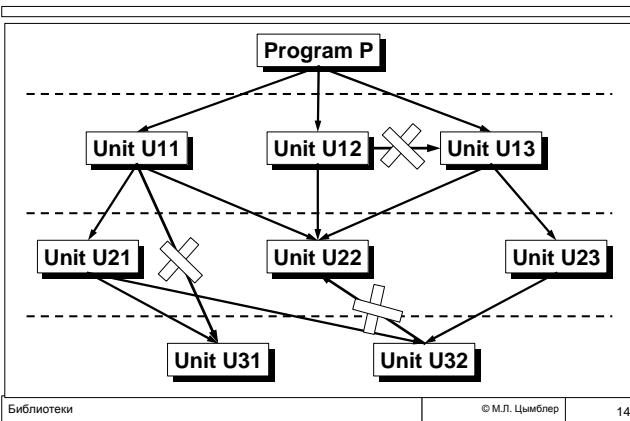 Program P
Unit U11
Unit U12
Unit U13
Unit U21
Unit U22
Unit U23
Unit U31
Unit U32
Библиотеки
© М.Л. Цымблер
14